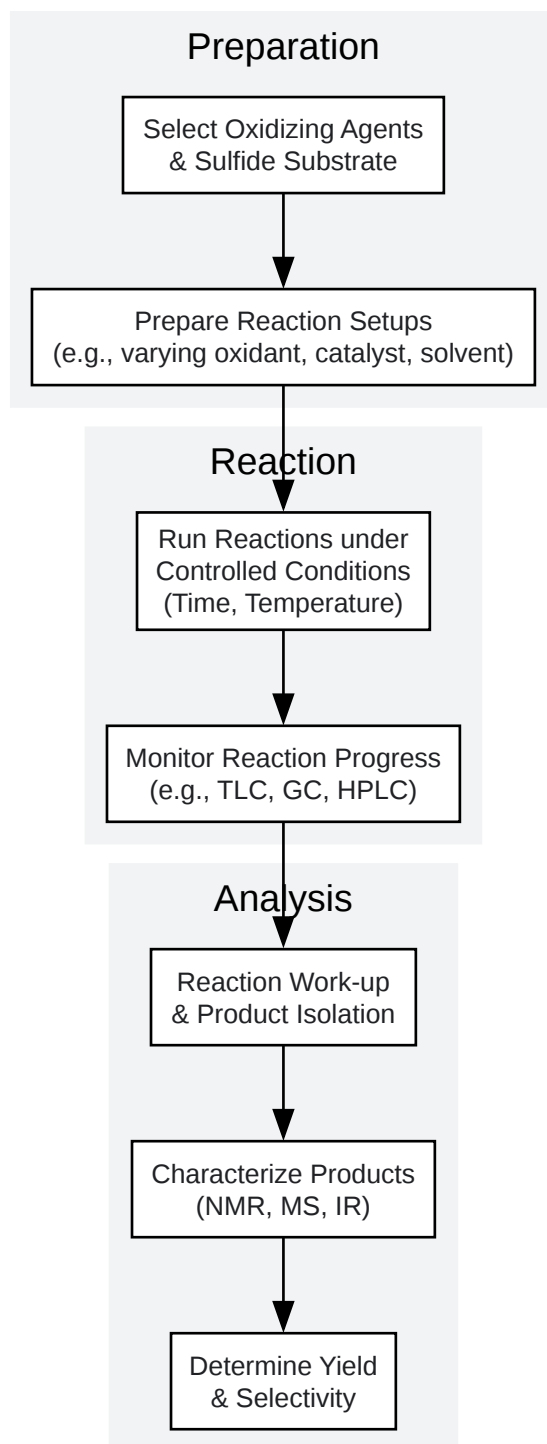 Preparation
Select Oxidizing Agents
& Sulfide Substrate
Prepare Reaction Setups
(e.g., varying oxidant, catalyst, solvent)
Reaction
Run Reactions under
Controlled Conditions
(Time, Temperature)
Monitor Reaction Progress
(e.g., TLC, GC, HPLC)
Analysis
Reaction Work-up
& Product Isolation
Characterize Products
(NMR, MS, IR)
Determine Yield
& Selectivity